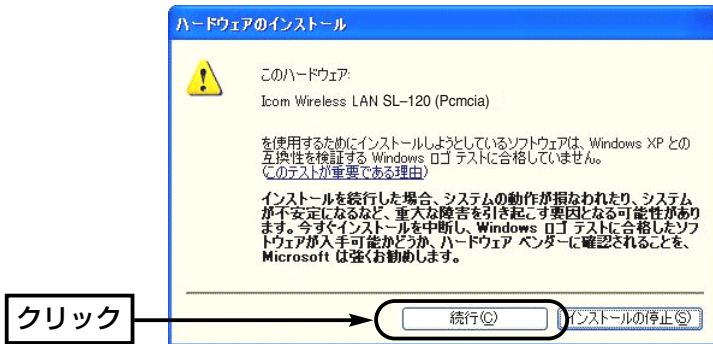 ハードウェアのインストール
このハードウェア:
Icom Wireless LAN SL–120 (Pcmcia)
を使用するためにインストールしようとしているソフトウェアは、Windows XP との
互換性を検証する Windows ロゴ テストに合格していません。
(このテストが重要である理由)
インストールを続行した場合、システムの動作が損なわれたり、システム
が不安定になるなど、重大な障害を引き起こす要因となる可能性があり
ます。今すぐインストールを中断し、Windows ロゴ テストに合格したソフ
トウェアが入手可能かどうか、ハードウェア ベンダーに確認されることを、
Microsoft は強くお勧めします。
クリック
続行(C)
インストールの停止(S)